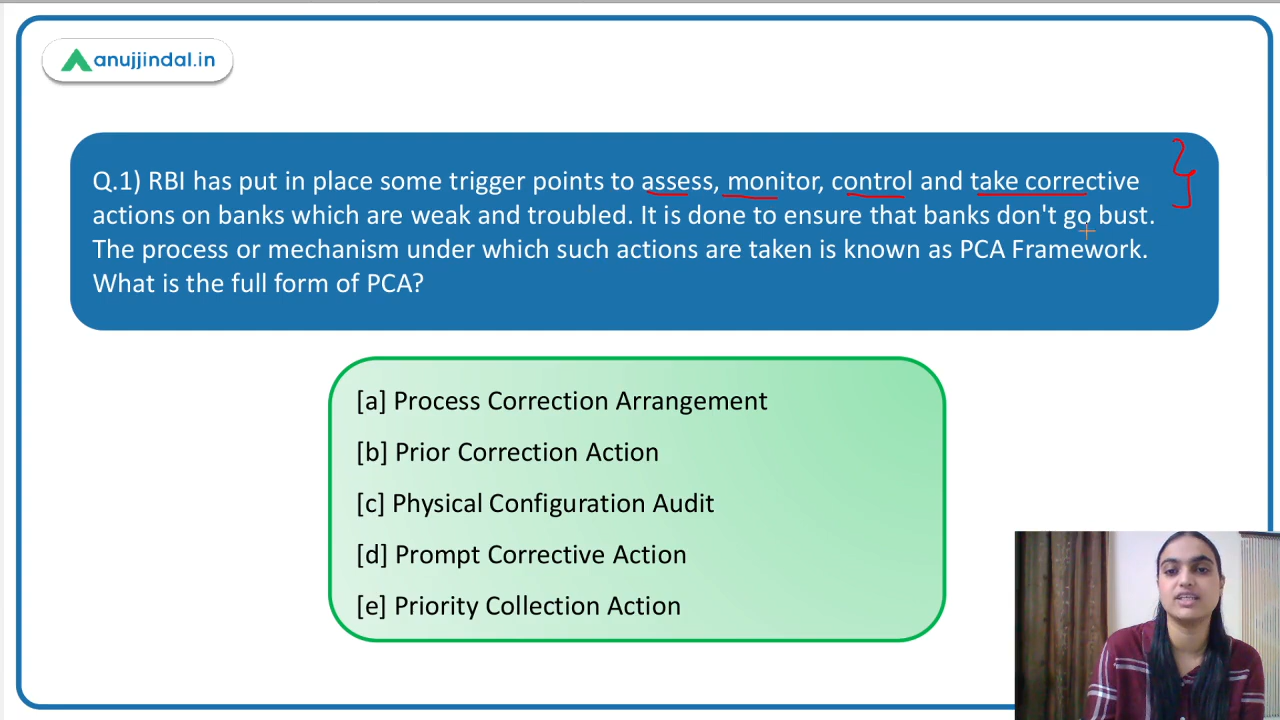 anujjindal.in
Q.1) RBI has put in place some trigger points to assess, monitor, control and take corrective
actions on banks which are weak and troubled. It is done to ensure that banks don't go bust.
The process or mechanism under which such actions are taken is known as PCA Framework.
What is the full form of PCA?
[a] Process Correction Arrangement
[b] Prior Correction Action
[c] Physical Configuration Audit
[d] Prompt Corrective Action
[e] Priority Collection Action